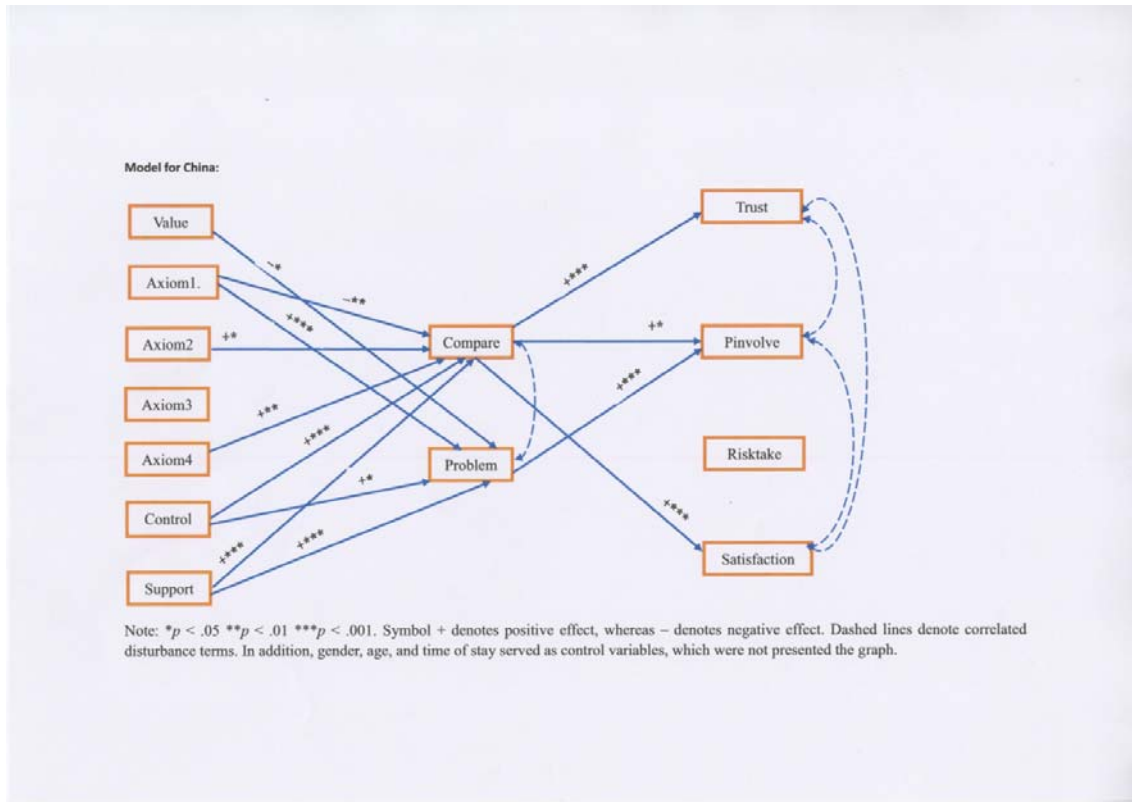 Model for China:
Value
Trust
Axiom1.
–*
+***
–**
+***
Axiom2
+*
Compare
+*
Pinvolve
Axiom3
+***
+**
+***
Axiom4
Problem
Risktake
+*
Control
+***
+***
+***
Satisfaction
Support
Note: *p < .05 **p < .01 ***p < .001. Symbol + denotes positive effect, whereas – denotes negative effect. Dashed lines denote correlated
disturbance terms. In addition, gender, age, and time of stay served as control variables, which were not presented the graph.